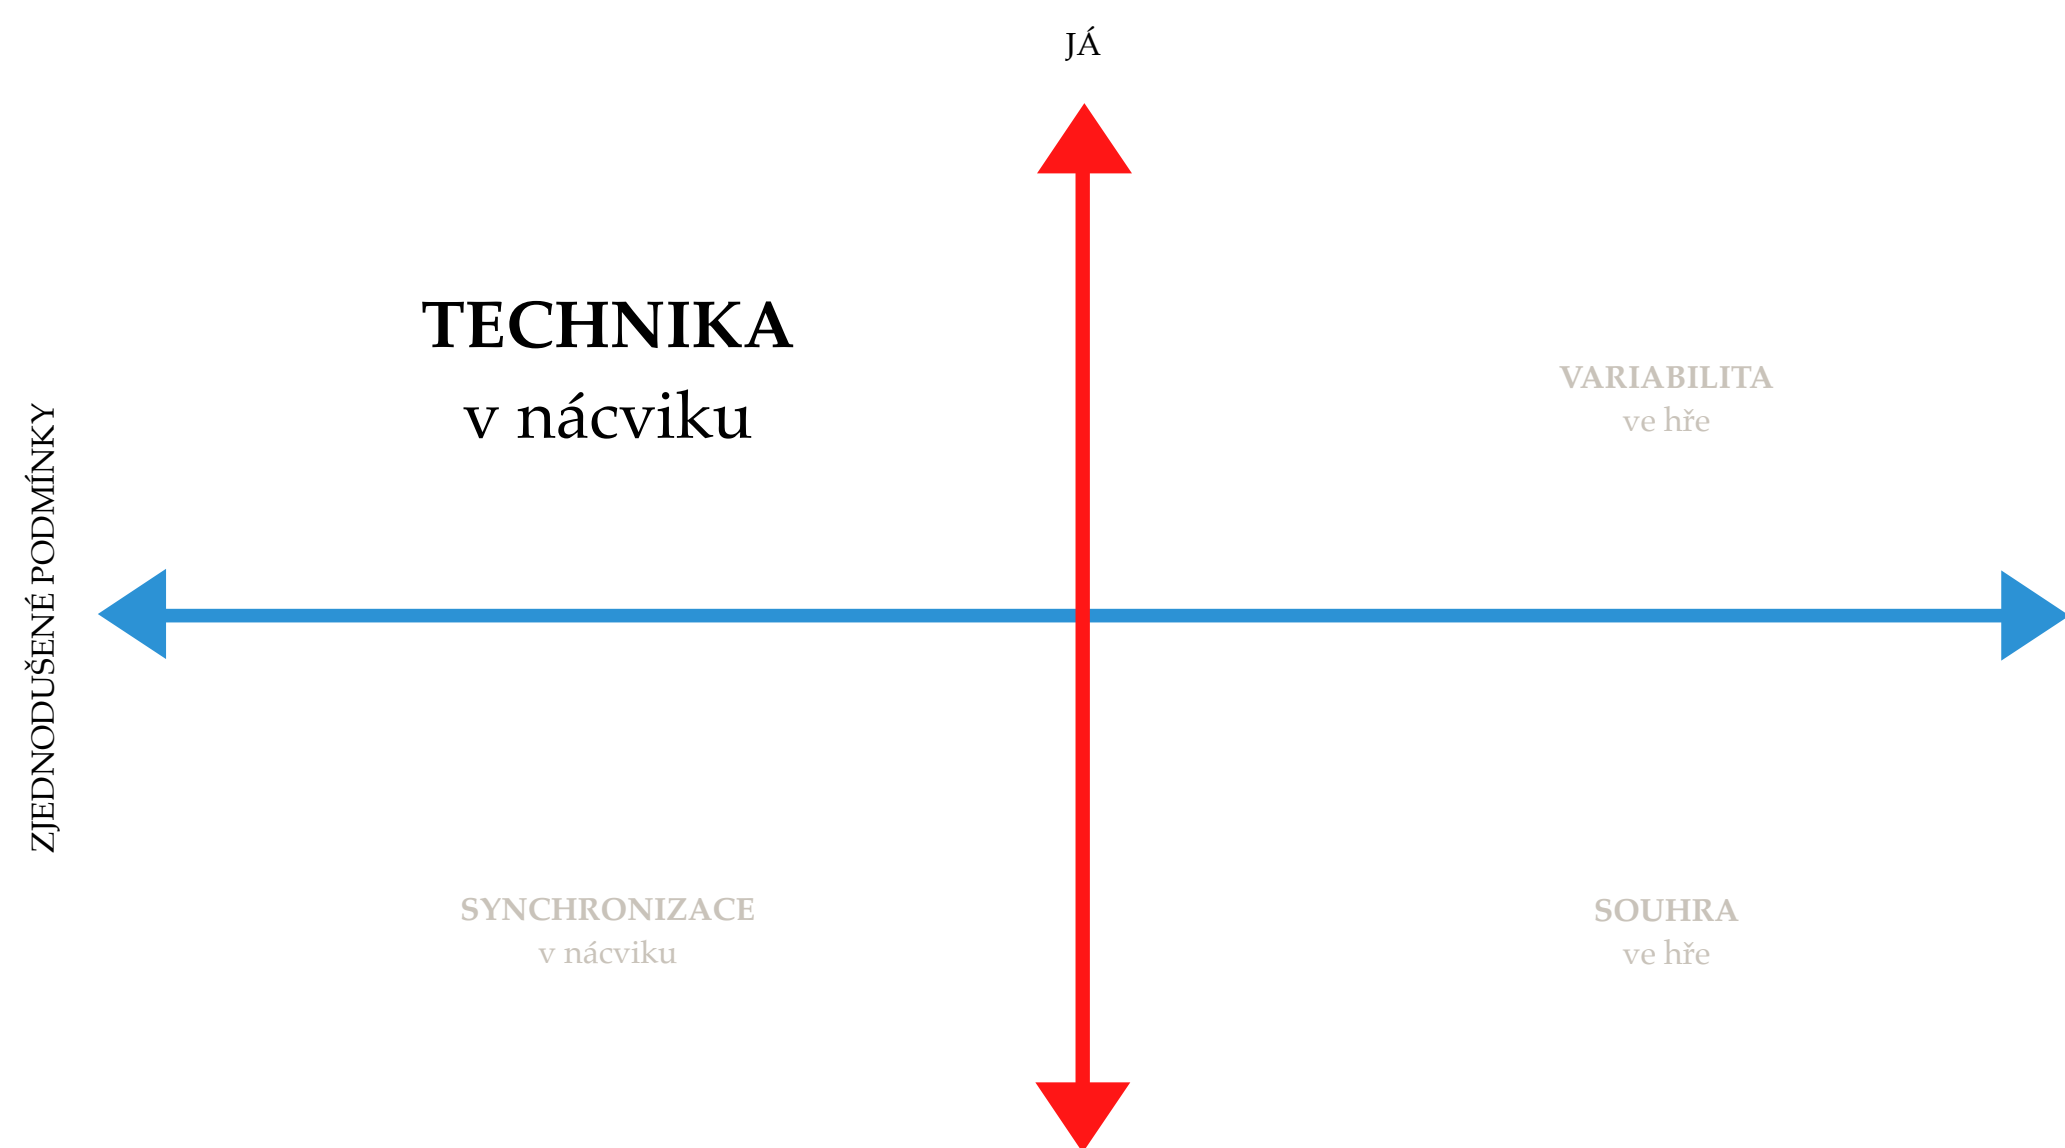 JÁ
TECHNIKA
v nácviku
VARIABILITA
ve hře
ZJEDNODUŠENÉ PODMÍNKY
SYNCHRONIZACE
v nácviku
SOUHRA
ve hře